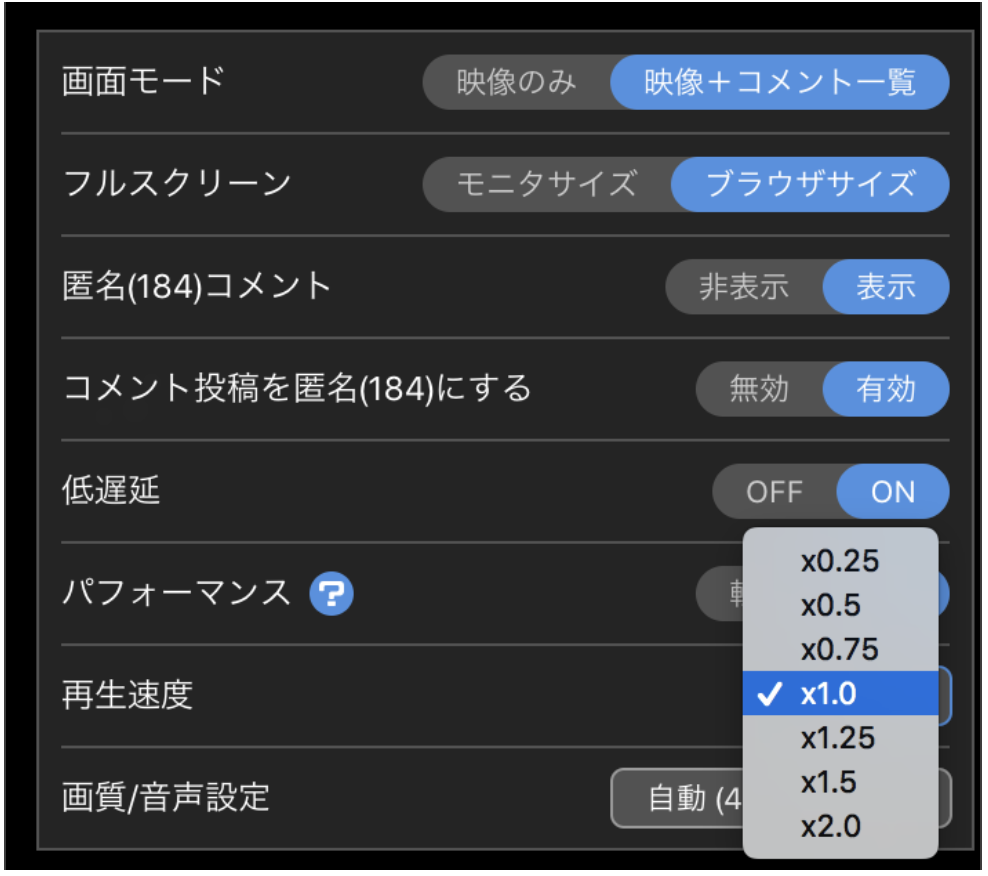 画面モード 映像のみ 映像+コメント一覧
フルスクリーン モニタサイズ ブラウザサイズ
匿名(184)コメント 非表示 表示
コメント投稿を匿名(184)にする 無効 有効
低遅延 OFF ON
パフォーマンス ?
再生速度
画質/音声設定 自動 (4
x0.25
x0.5
x0.75
✓ x1.0
x1.25
x1.5
x2.0